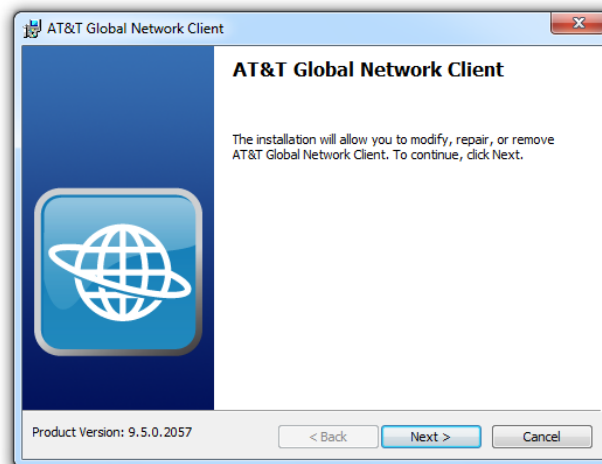 AT&T Global Network Client
AT&T Global Network Client
The installation will allow you to modify, repair, or remove
AT&T Global Network Client. To continue, click Next.
Product Version: 9.5.0.2057
< Back
Next >
Cancel